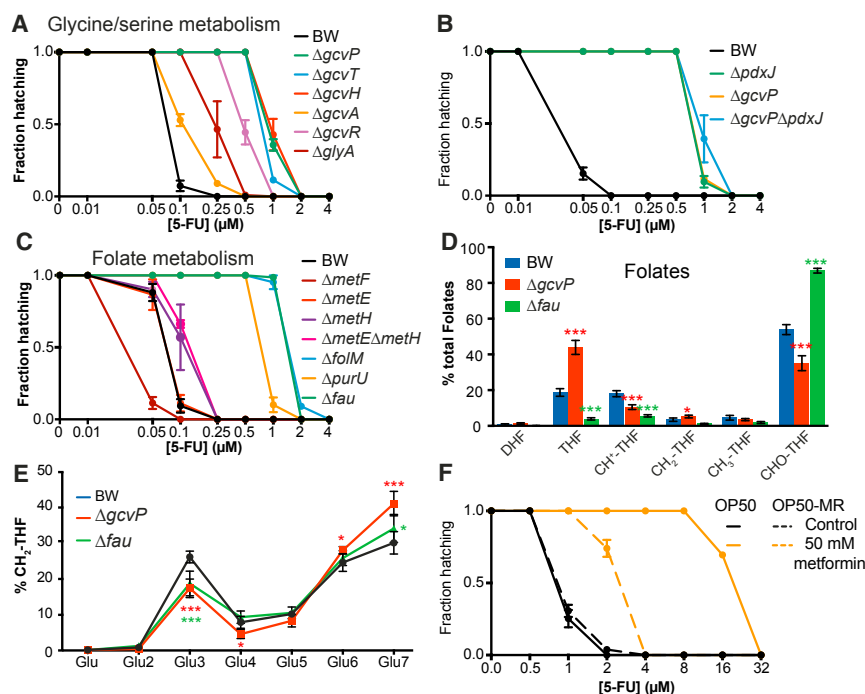 A Glycine/serine metabolism
Fraction hatching
1.0
0.5
0.0
0 0.01 0.05 0.1 0.25 0.5 1 2 4
[5-FU] (µM)
BW
ΔgcvP
ΔgcvT
ΔgcvH
ΔgcvA
ΔgcvR
ΔglyA
B
Fraction hatching
1.0
0.5
0.0
0 0.01 0.05 0.1 0.25 0.5 1 2 4
[5-FU] (µM)
BW
ΔpdxJ
ΔgcvP
ΔgcvPΔpdxJ
C Folate metabolism
Fraction hatching
1.0
0.5
0.0
0 0.01 0.05 0.1 0.25 0.5 1 2 4
[5-FU] (µM)
BW
ΔmetF
ΔmetE
ΔmetH
ΔmetEΔmetH
ΔfolM
ΔpurU
Δfau
D Folates
% total Folates
100
80
60
40
20
0
BW
ΔgcvP
Δfau
*** *** *** *** * *** ***
DHF THF CH⁺-THF CH₂-THF CH₃-THF CHO-THF
E
% CH₂-THF
50
40
30
20
10
0
BW
ΔgcvP
Δfau
*** *** * * *** *
Glu Glu2 Glu3 Glu4 Glu5 Glu6 Glu7
F
Fraction hatching
1.0
0.5
0.0
0.0 0.5 1 2 4 8 16 32
[5-FU] (µM)
OP50 OP50-MR
Control
50 mM
metformin